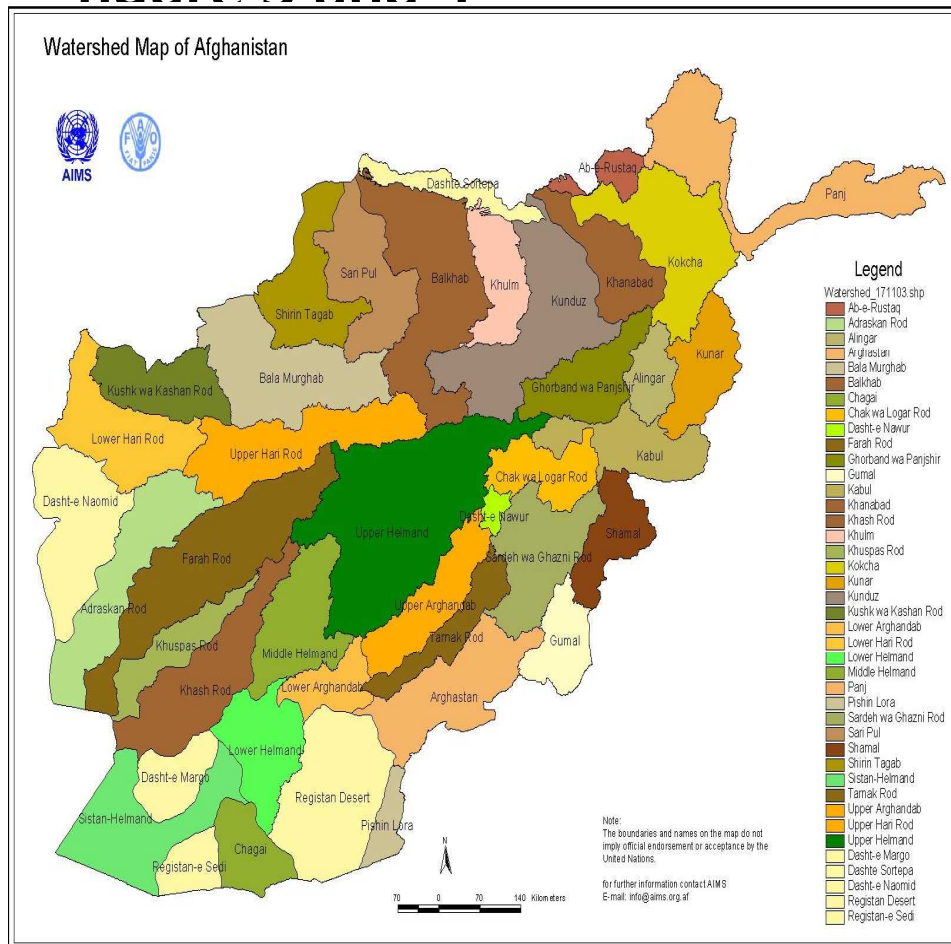 Watershed Map of Afghanistan
AIMS
F A O
FIAT PANIS
Ab-e-Rustaq
Dashte Sortepa
Panj
Kokcha
Sari Pul
Balkhab
Khulm
Khanabad
Kunduz
Shirin Tagab
Kunar
Bala Murghab
Alingar
Ghorband wa Panjshir
Kushk wa Kashan Rod
Lower Hari Rod
Upper Hari Rod
Kabul
Chak wa Logar Rod
Dasht-e Naomid
Dasht-e Nawur
Upper Helmand
Shamal
Sardeh wa Ghazni Rod
Farah Rod
Adraskan Rod
Upper Arghandab
Tarnak Rod
Khuspas Rod
Gumal
Middle Helmand
Khash Rod
Lower Arghandab
Arghastan
Lower Helmand
Dasht-e Margo
Registan Desert
Sistan-Helmand
Pishin Lora
Chagai
Registan-e Sedi
Legend
Watershed_171103.shp
Ab-e-Rustaq
Adraskan Rod
Alingar
Arghastan
Bala Murghab
Balkhab
Chagai
Chak wa Logar Rod
Dasht-e Nawur
Farah Rod
Ghorband wa Panjshir
Gumal
Kabul
Khanabad
Khash Rod
Khulm
Khuspas Rod
Kokcha
Kunar
Kunduz
Kushk wa Kashan Rod
Lower Arghandab
Lower Hari Rod
Lower Helmand
Middle Helmand
Panj
Pishin Lora
Sardeh wa Ghazni Rod
Sari Pul
Shamal
Shirin Tagab
Sistan-Helmand
Tarnak Rod
Upper Arghandab
Upper Hari Rod
Upper Helmand
Dasht-e Margo
Dashte Sortepa
Dasht-e Naomid
Registan Desert
Registan-e Sedi
Note:
The boundaries and names on the map do not
imply official endorsement or acceptance by the
United Nations.
for further information contact AIMS
E-mail: info@aims.org.af
N
70 0 70 140 Kilometers